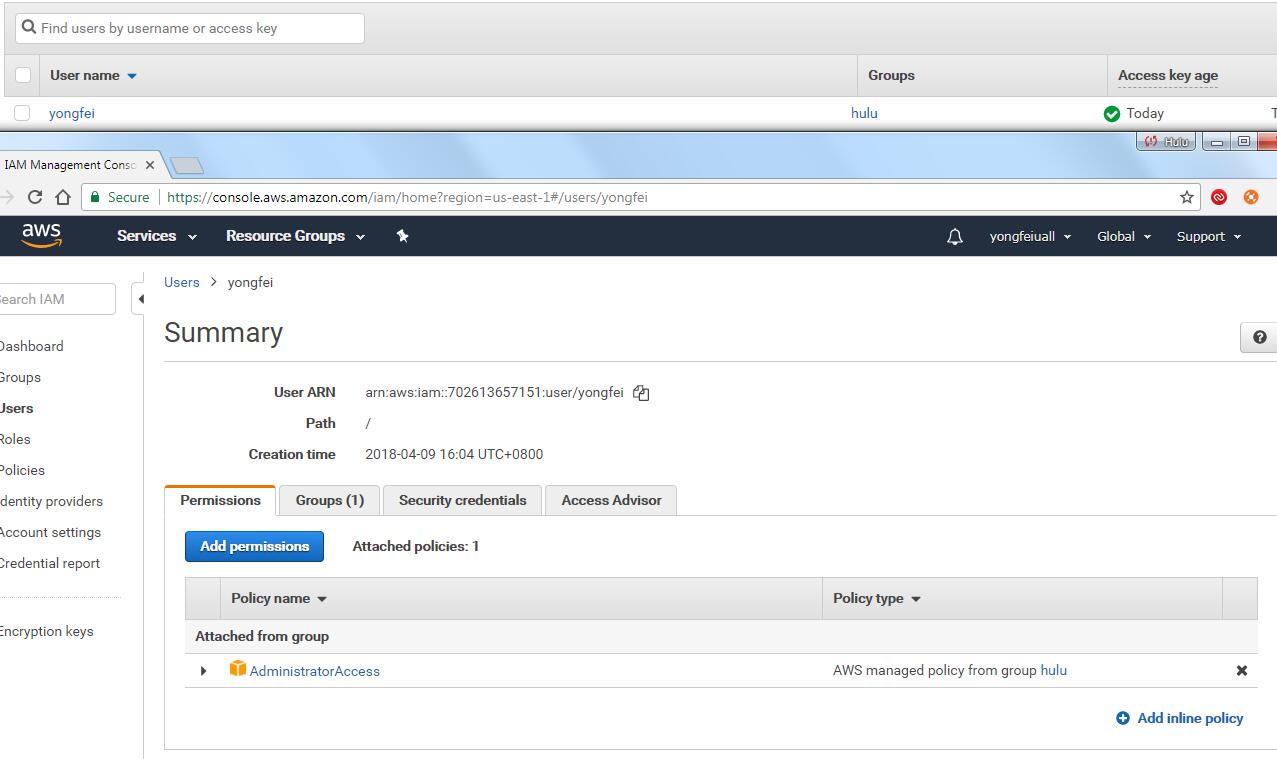 Find users by username or access key
User name Groups Access key age
yongfei hulu Today T
Hulu
IAM Management Conso
Secure https://console.aws.amazon.com/iam/home?region=us-east-1#/users/yongfei
aws Services Resource Groups yongfeiuall Global Support
Users > yongfei
earch IAM
Summary
Dashboard
Groups
Users
Roles
Policies
dentity providers
Account settings
Credential report
Encryption keys
User ARN arn:aws:iam::702613657151:user/yongfei
Path /
Creation time 2018-04-09 16:04 UTC+0800
Permissions Groups (1) Security credentials Access Advisor
Add permissions Attached policies: 1
Policy name Policy type
Attached from group
AdministratorAccess AWS managed policy from group hulu
Add inline policy